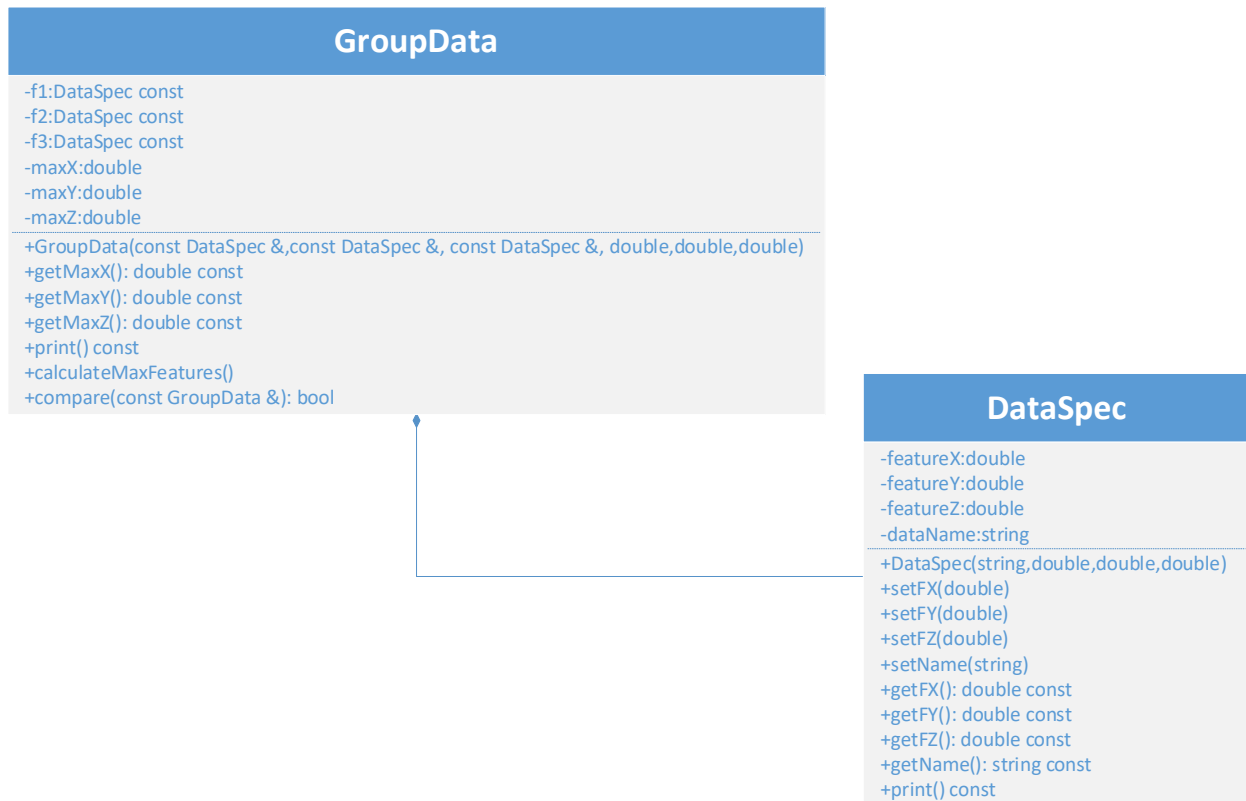 GroupData
-f1:DataSpec const
-f2:DataSpec const
-f3:DataSpec const
-maxX:double
-maxY:double
-maxZ:double
+GroupData(const DataSpec &,const DataSpec &, const DataSpec &, double,double,double)
+getMaxX(): double const
+getMaxY(): double const
+getMaxZ(): double const
+print() const
+calculateMaxFeatures()
+compare(const GroupData &): bool
DataSpec
-featureX:double
-featureY:double
-featureZ:double
-dataName:string
+DataSpec(string,double,double,double)
+setFX(double)
+setFY(double)
+setFZ(double)
+setName(string)
+getFX(): double const
+getFY(): double const
+getFZ(): double const
+getName(): string const
+print() const